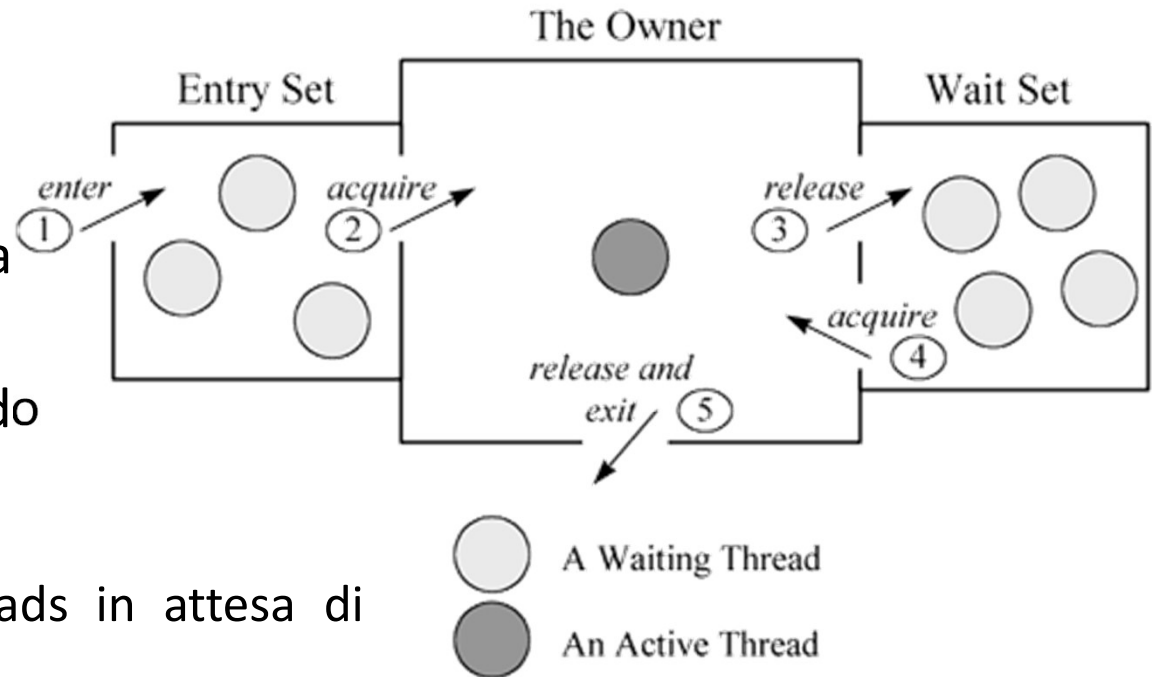 The Owner
Entry Set
Wait Set
enter
1
acquire
2
release
3
a
acquire
4
release and
exit 5
do
A Waiting Thread
ads in attesa di
An Active Thread